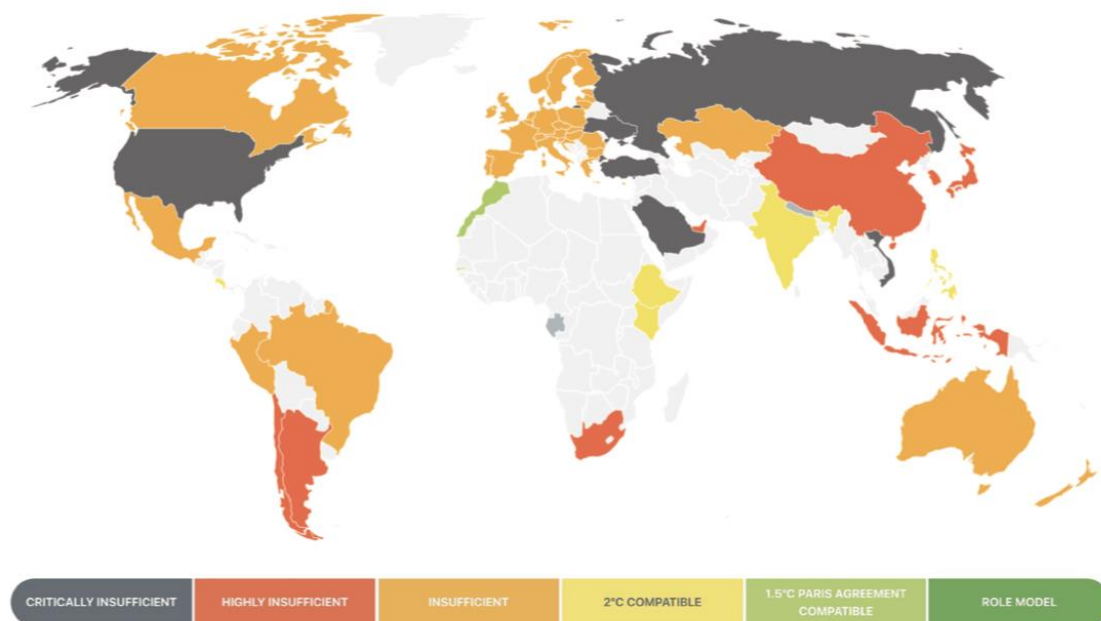 CRITICALLY INSUFFICIENT
HIGHLY INSUFFICIENT
INSUFFICIENT
2°C COMPATIBLE
1.5°C PARIS AGREEMENT
COMPATIBLE
ROLE MODEL